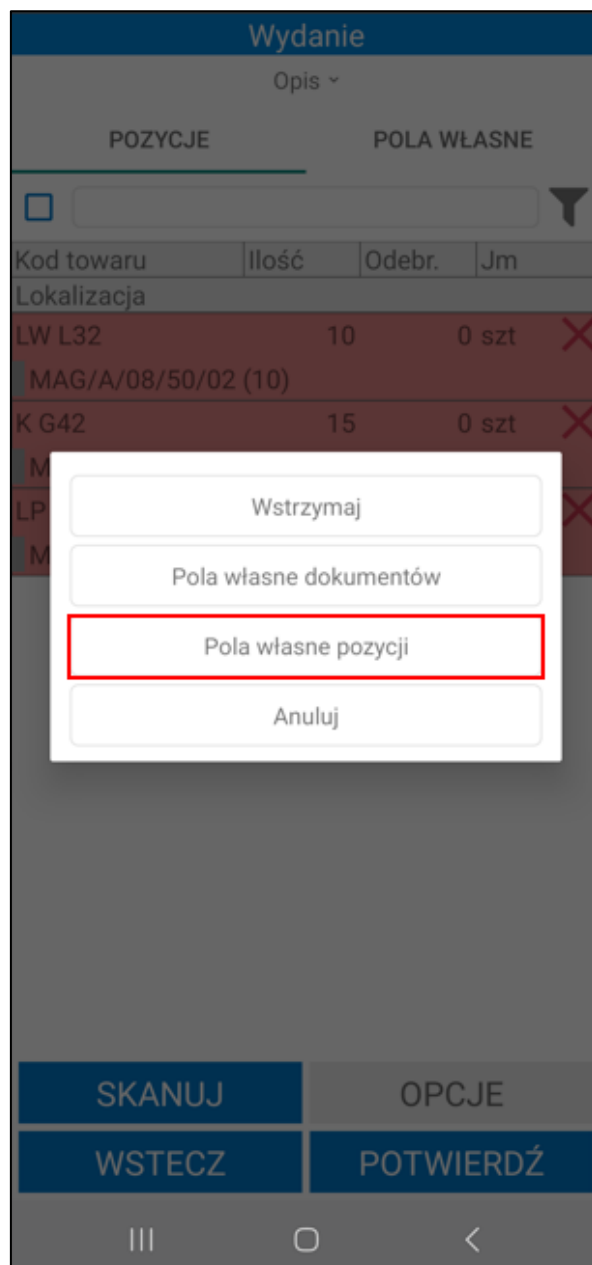 Wydanie
Opis
POZYCJE POLA WŁASNE
Kod towaru Ilość Odebr. Jm
Lokalizacja
LW L32 10 0 szt
MAG/A/08/50/02 (10)
K G42 15 0 szt
M
LP
M
Wstrzymaj
Pola własne dokumentów
Pola własne pozycji
Anuluj
SKANUJ OPCJE
WSTECZ POTWIERDŹ